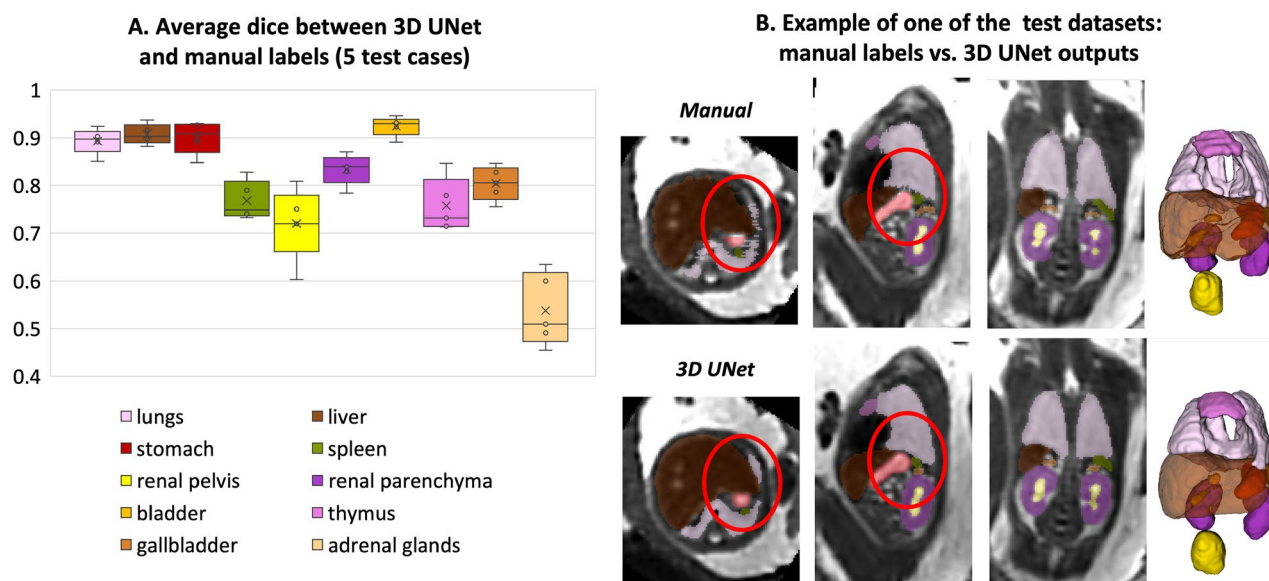 A. Average dice between 3D UNet
and manual labels (5 test cases)
1
0.9
0.8
0.7
0.6
0.5
0.4
lungs
liver
stomach
spleen
renal pelvis
renal parenchyma
bladder
thymus
gallbladder
adrenal glands
B. Example of one of the test datasets:
manual labels vs. 3D UNet outputs
Manual
3D UNet